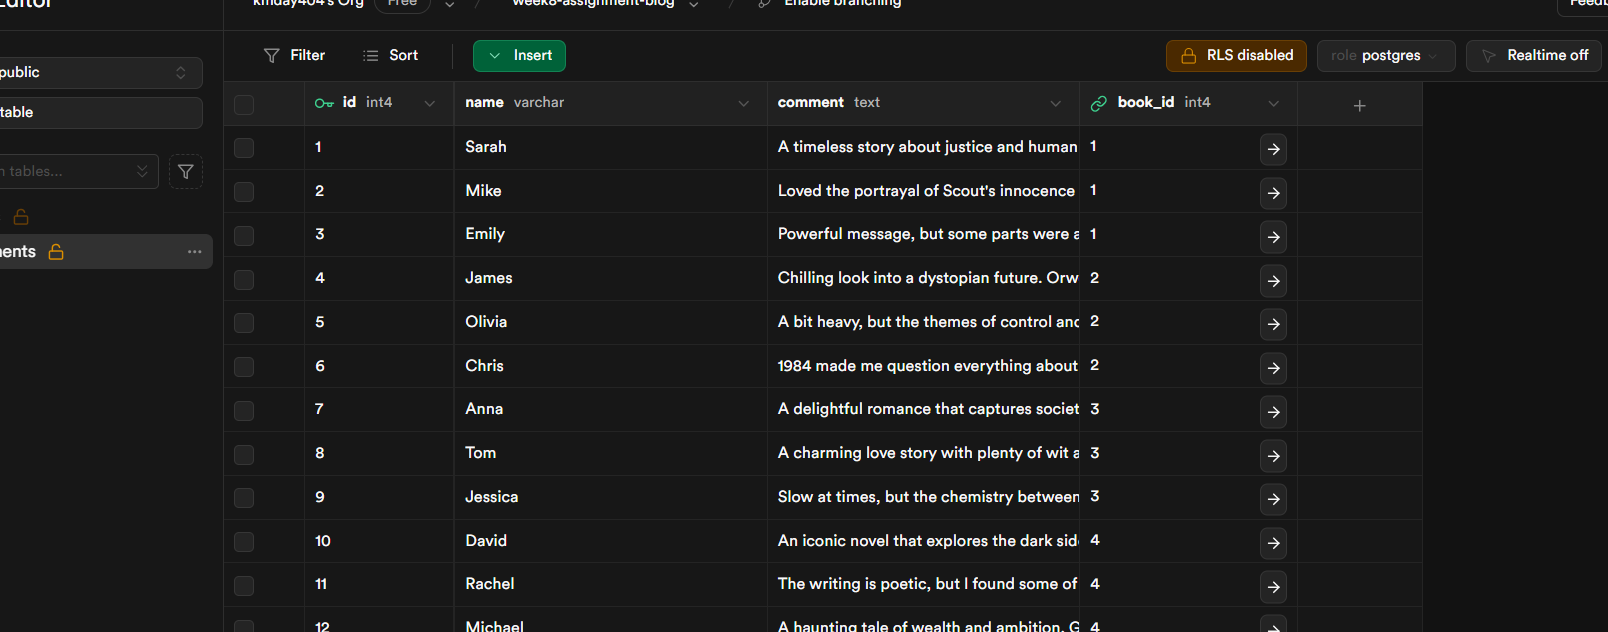 Editor
kmday404's Org Free / week8-assignment-blog / Enable branching
public
table
tables...
Filter Sort Insert RLS disabled role postgres Realtime off
id int4 name varchar comment text book_id int4
1 Sarah A timeless story about justice and human 1
2 Mike Loved the portrayal of Scout's innocence 1
3 Emily Powerful message, but some parts were a 1
4 James Chilling look into a dystopian future. Orw 2
5 Olivia A bit heavy, but the themes of control and 2
6 Chris 1984 made me question everything about 2
7 Anna A delightful romance that captures societ 3
8 Tom A charming love story with plenty of wit a 3
9 Jessica Slow at times, but the chemistry between 3
10 David An iconic novel that explores the dark sid 4
11 Rachel The writing is poetic, but I found some of 4
12 Michael A haunting tale of wealth and ambition. G 4